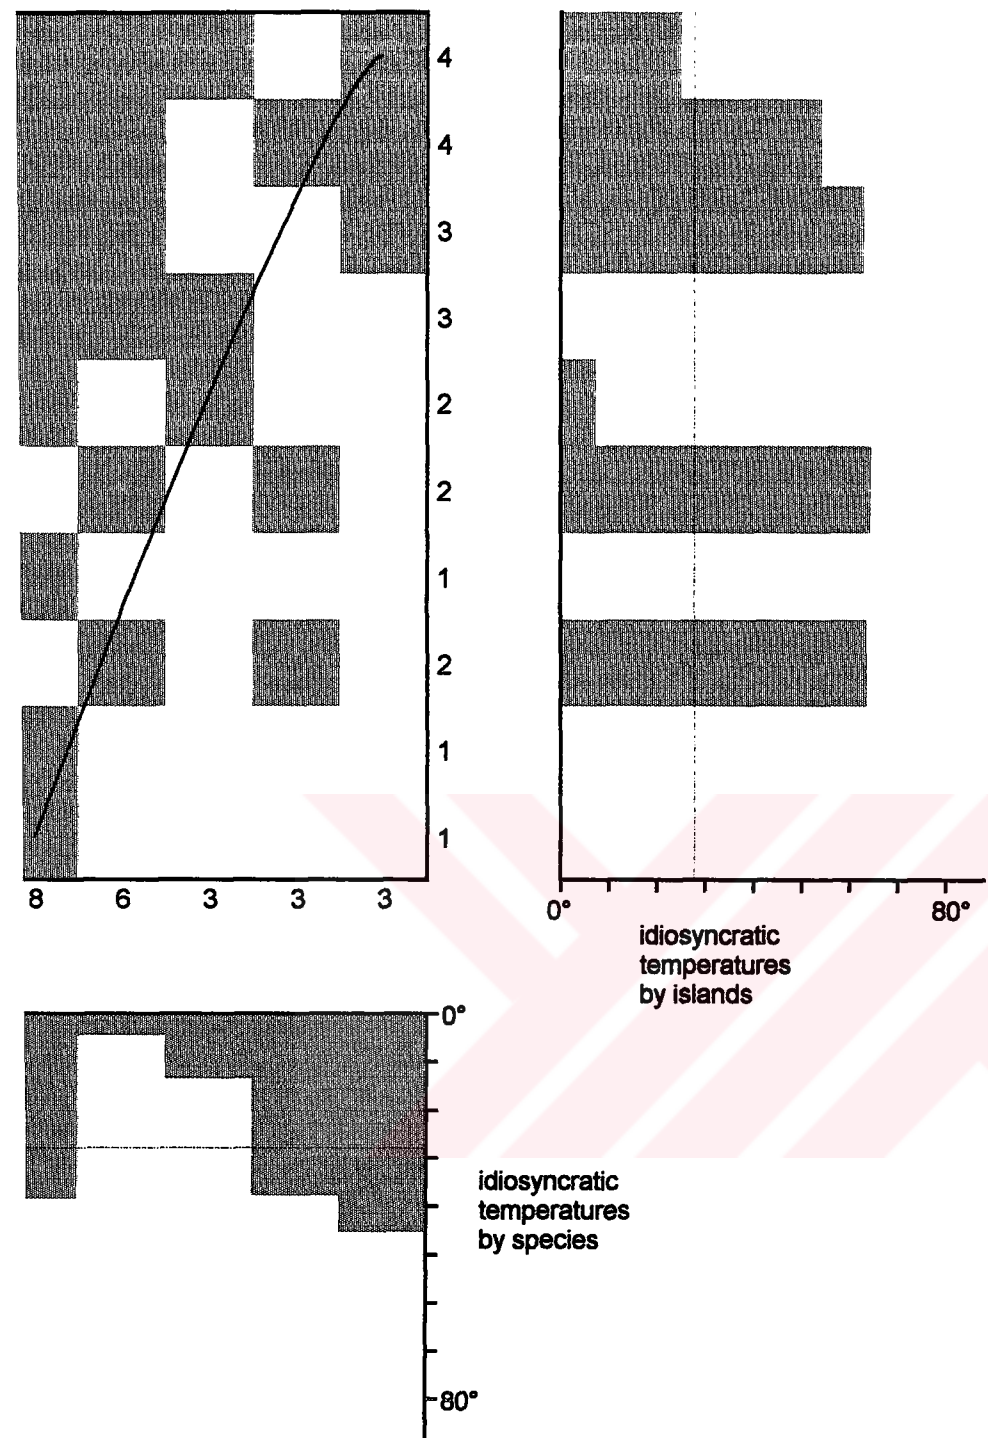 4
4
3
3
2
2
1
2
1
1
8 6 3 3 3
0° 80°
idiosyncratic
temperatures
by islands
0°
idiosyncratic
temperatures
by species
80°